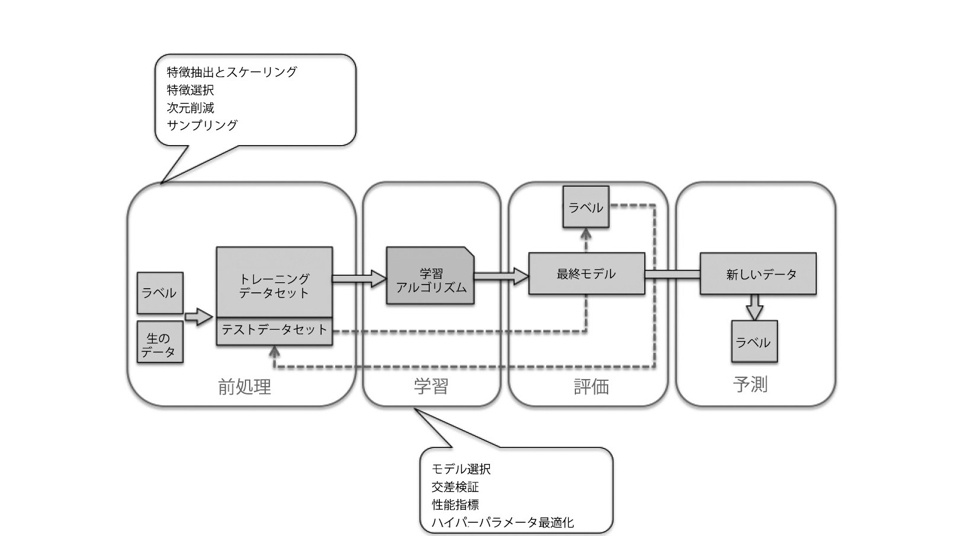 特徴抽出とスケーリング
特徴選択
次元削減
サンプリング
ラベル
生の
データ
トレーニング
データセット
テストデータセット
前処理
学習
アルゴリズム
学習
ラベル
最終モデル
評価
新しいデータ
ラベル
予測
モデル選択
交差検証
性能指標
ハイパーパラメータ最適化